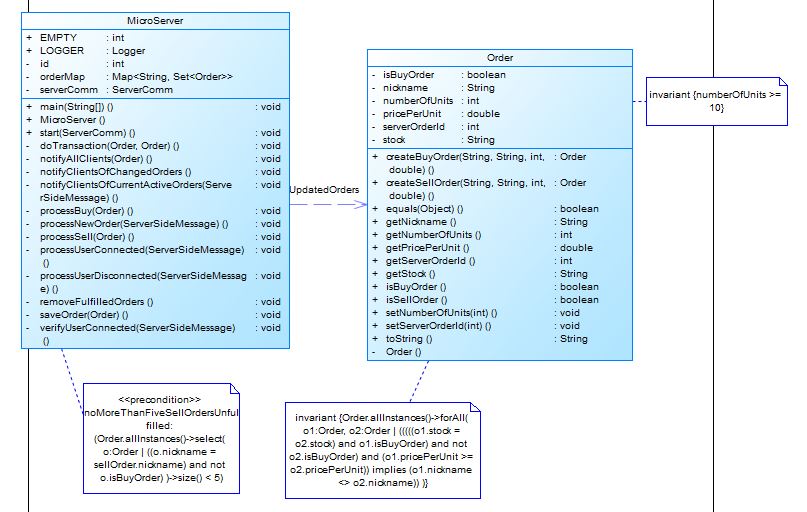 MicroServer
+ EMPTY : int
+ LOGGER : Logger
- id : int
- orderMap : Map<String, Set<Order>>
- serverComm : ServerComm
+ main(String[]) () : void
+ MicroServer ()
+ start(ServerComm) () : void
- doTransaction(Order, Order) () : void
- notifyAllClients(Order) () : void
- notifyClientsOfChangedOrders () : void
- notifyClientsOfCurrentActiveOrders(Serve : void
rSideMessage) ()
- processBuy(Order) () : void
- processNewOrder(ServerSideMessage) () : void
- processSell(Order) () : void
- processUserConnected(ServerSideMessage) : void
()
- processUserDisconnected(ServerSideMessag : void
e) ()
- removeFulfilledOrders () : void
- saveOrder(Order) () : void
- verifyUserConnected(ServerSideMessage) : void
()
UpdatedOrders
Order
- isBuyOrder : boolean
- nickname : String
- numberOfUnits : int
- pricePerUnit : double
- serverOrderId : int
- stock : String
+ createBuyOrder(String, String, int, : Order
double) ()
+ createSellOrder(String, String, int, : Order
double) ()
+ equals(Object) () : boolean
+ getNickname () : String
+ getNumberOfUnits () : int
+ getPricePerUnit () : double
+ getServerOrderId () : int
+ getStock () : String
+ isBuyOrder () : boolean
+ isSellOrder () : boolean
+ setNumberOfUnits(int) () : void
+ setServerOrderId(int) () : void
+ toString () : String
- Order ()
invariant {numberOfUnits >=
10}
<<precondition>>
noMoreThanFiveSellOrdersUnful
filled:
(Order.allInstances()->select(
o:Order | ((o.nickname =
sellOrder.nickname) and not
o.isBuyOrder) )->size() < 5)
invariant {Order.allInstances()->forAll(
o1:Order, o2:Order | (((((o1.stock =
o2.stock) and o1.isBuyOrder) and not
o2.isBuyOrder) and (o1.pricePerUnit >=
o2.pricePerUnit)) implies (o1.nickname
<> o2.nickname)) )}